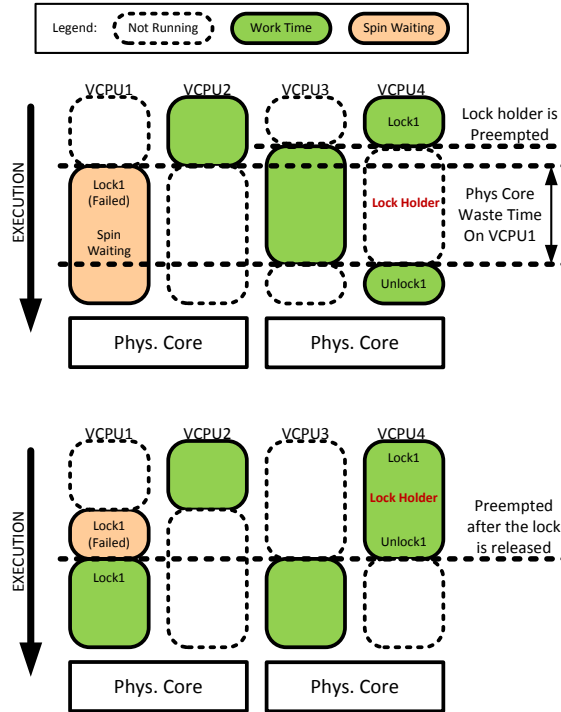 Legend: Not Running Work Time Spin Waiting
VCPU1 VCPU2 VCPU3 VCPU4
Lock1
Lock holder is
Preempted
EXECUTION
Lock1
(Failed)
Spin
Waiting
Lock Holder
Phys Core
Waste Time
On VCPU1
Unlock1
Phys. Core Phys. Core
VCPU1 VCPU2 VCPU3 VCPU4
Lock1
Lock Holder
EXECUTION
Lock1
(Failed)
Unlock1
Preempted
after the lock
is released
Lock1
Phys. Core Phys. Core